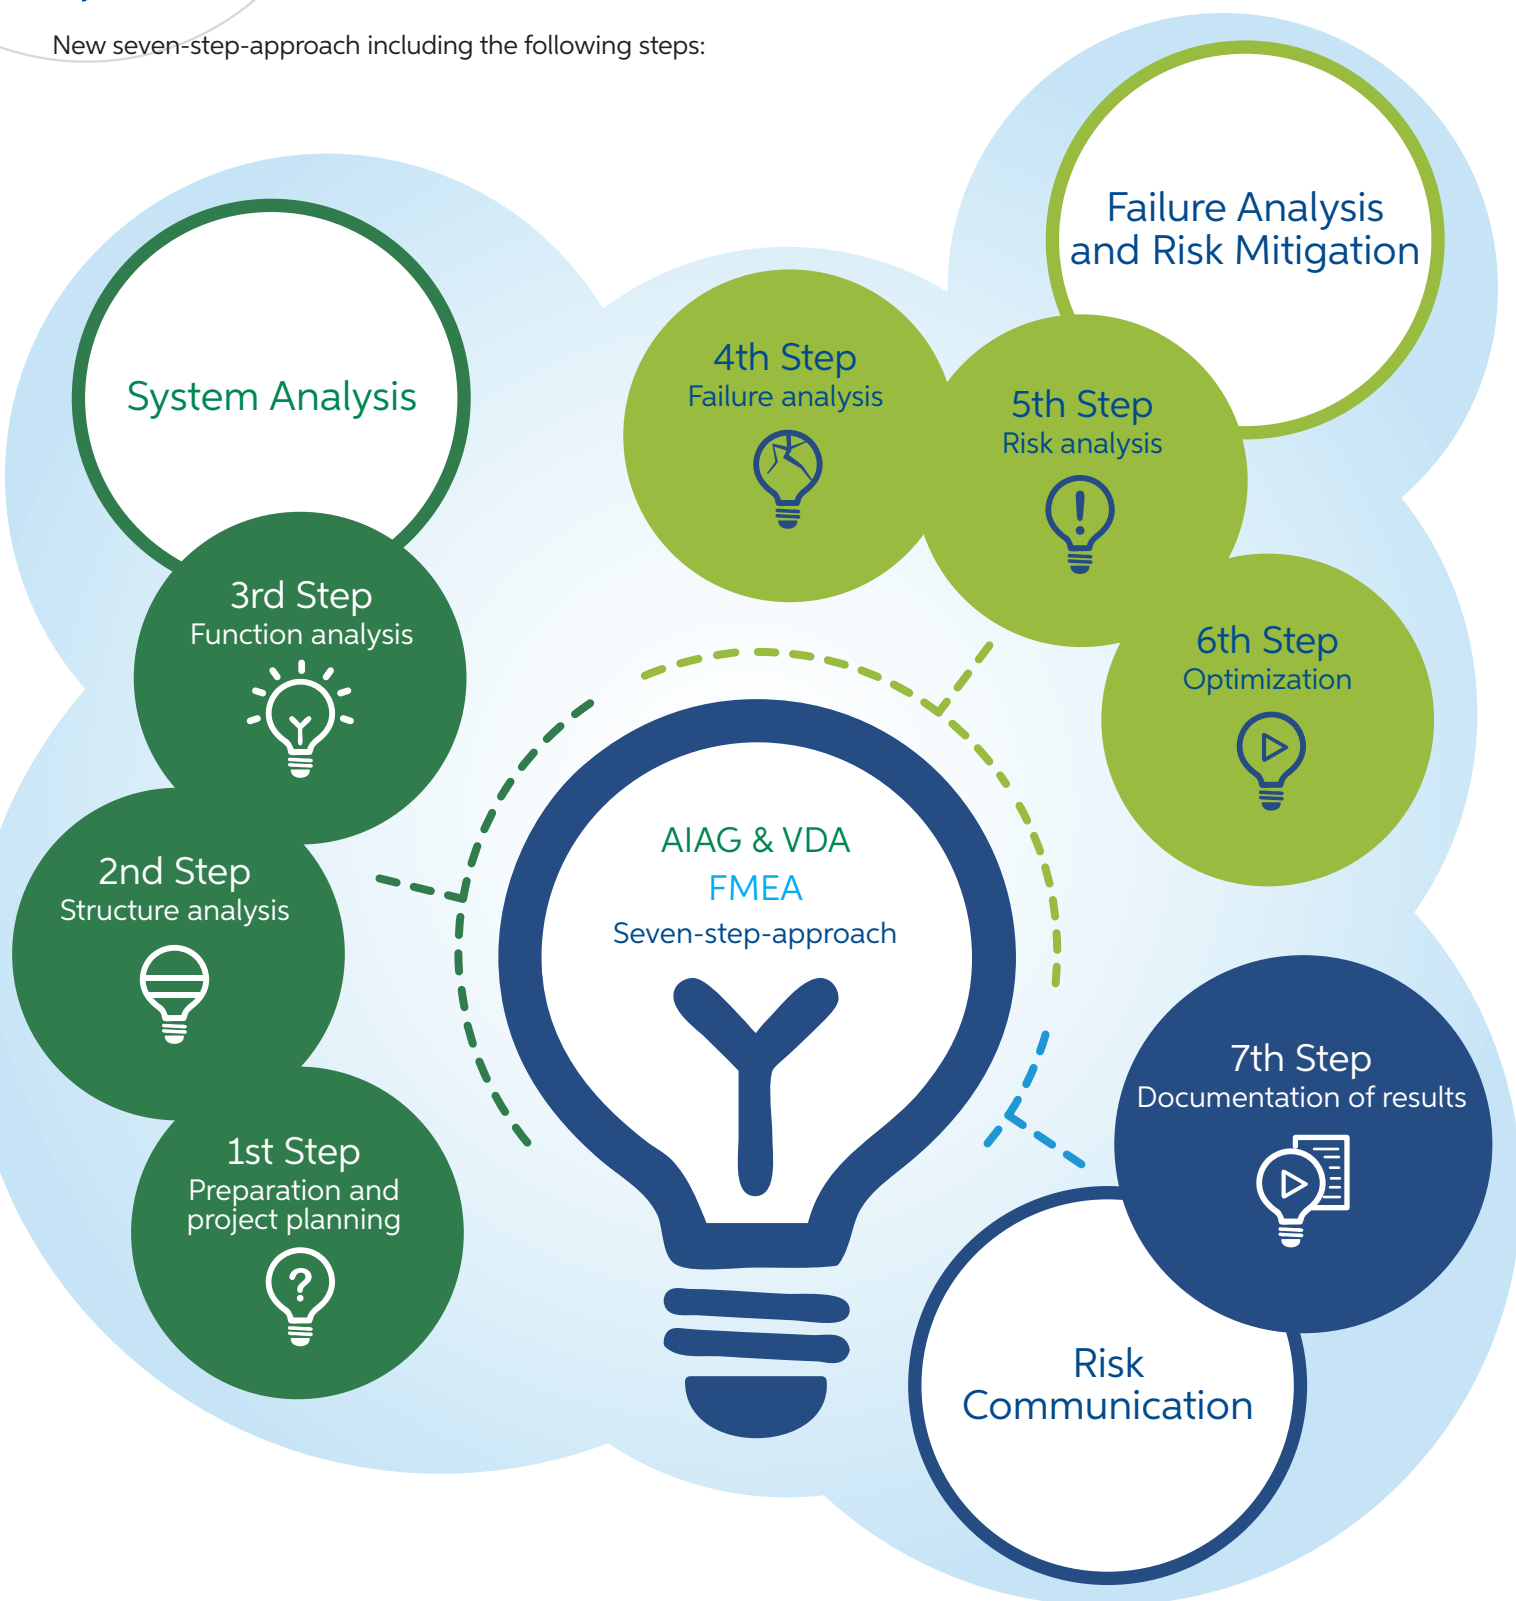 New seven-step-approach including the following steps:
System Analysis
3rd Step
Function analysis
2nd Step
Structure analysis
1st Step
Preparation and
project planning
?
4th Step
Failure analysis
5th Step
Risk analysis
!
6th Step
Optimization
Failure Analysis
and Risk Mitigation
AIAG & VDA
FMEA
Seven-step-approach
7th Step
Documentation of results
Risk
Communication